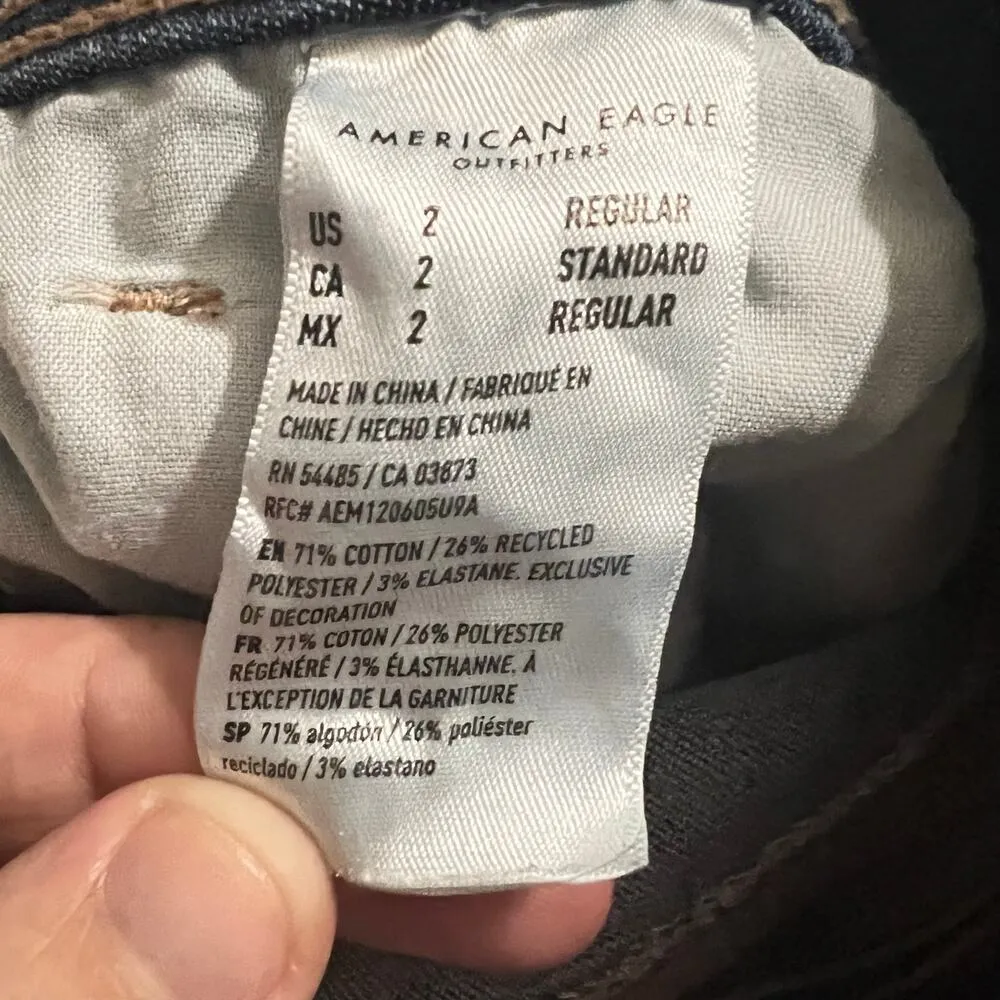 AMERICAN EAGLE
OUTFITTERS
US 2 REGULAR
CA 2 STANDARD
MX 2 REGULAR
MADE IN CHINA / FABRIQUÉ EN
CHINE / HECHO EN CHINA
RN 54485 / CA 03873
RFC# AEM120605U9A
EN 71% COTTON / 26% RECYCLED
POLYESTER / 3% ELASTANE. EXCLUSIVE
OF DECORATION
FR 71% COTON / 26% POLYESTER
RÉGÉNÉRÉ / 3% ÉLASTHANNE. À
L'EXCEPTION DE LA GARNITURE
SP 71% algodón / 26% poliéster
reciclado / 3% elastano